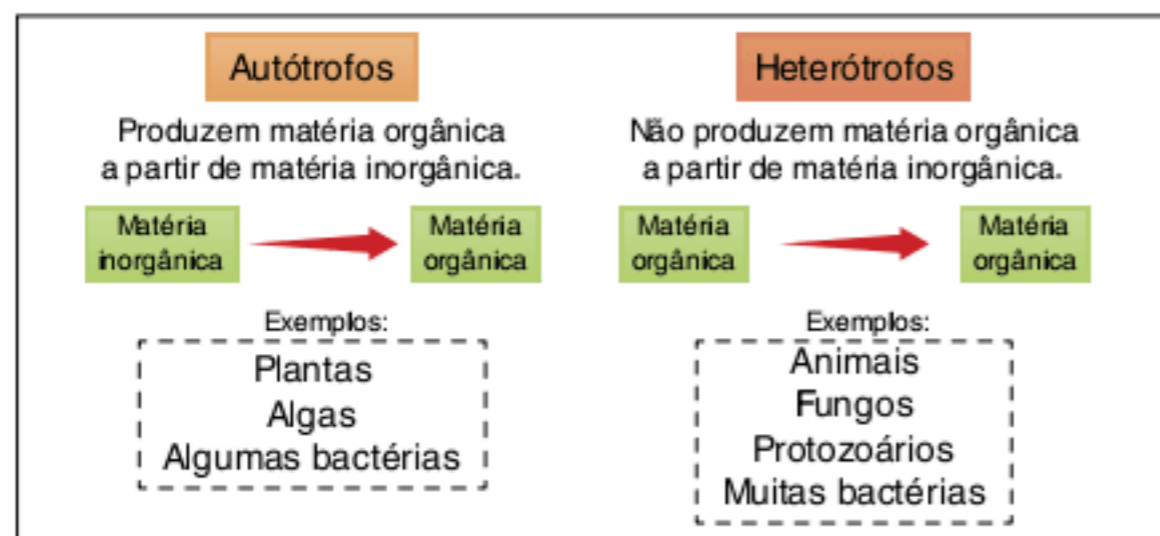 Autótrofos
Produzem matéria orgânica
a partir de matéria inorgânica.
Matéria
inorgânica
Matéria
orgânica
Exemplos:
Plantas
Algas
Algumas bactérias
Heterótrofos
Não produzem matéria orgânica
a partir de matéria inorgânica.
Matéria
orgânica
Matéria
orgânica
Exemplos:
Animais
Fungos
Protozoários
Muitas bactérias